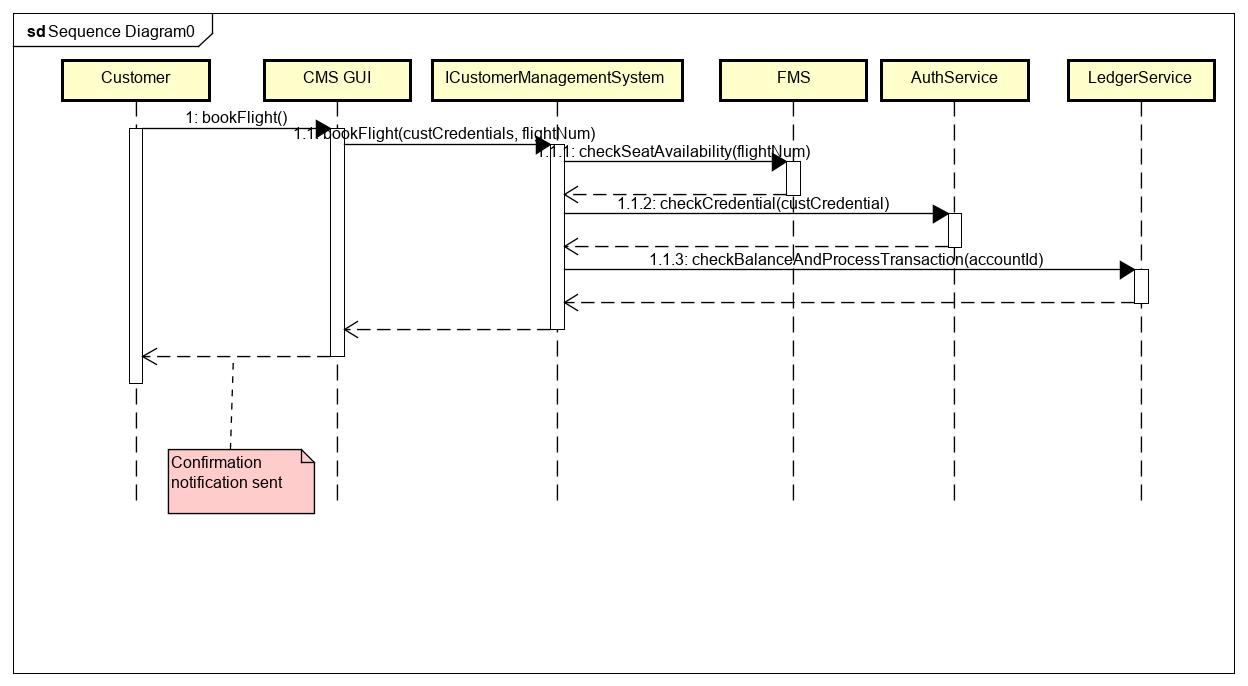 sd Sequence Diagram0
Customer
CMS GUI
ICustomerManagementSystem
FMS
AuthService
LedgerService
1: bookFlight()
1.1: bookFlight(custCredentials, flightNum)
1.1.1: checkSeatAvailability(flightNum)
1.1.2: checkCredential(custCredential)
1.1.3: checkBalanceAndProcessTransaction(accountId)
Confirmation
notification sent